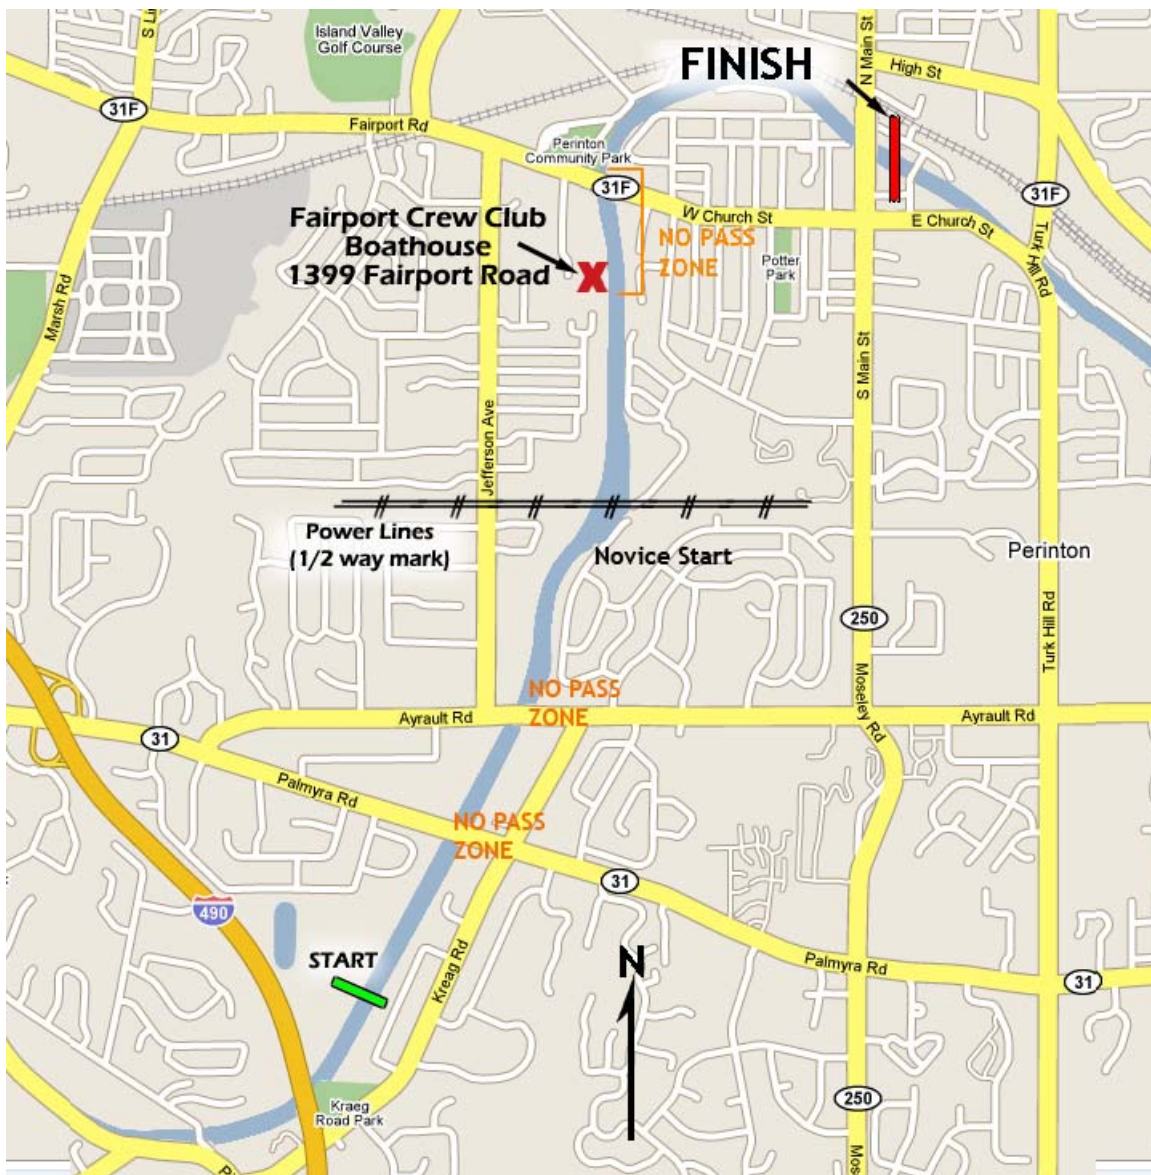 S Li
Island Valley
Golf Course
FINISH
N Main St
High St
31F
Fairport Rd
Perinton
Community Park
31F
31F
Fairport Crew Club
Boathouse
1399 Fairport Road
X
W Church St
E Church St
NO PASS
ZONE
Potter
Park
Turk Hill Rd
Marsh Rd
S Main St
Jefferson Ave
Power Lines
(1/2 way mark)
Novice Start
Perinton
250
Turk Hill Rd
NO PASS
ZONE
Ayrault Rd
Moseley Rd
Ayrault Rd
31
Palmyra Rd
NO PASS
ZONE
31
490
START
Kreag Rd
N
Palmyra Rd
31
Kraeg
Road Park
250
Mos